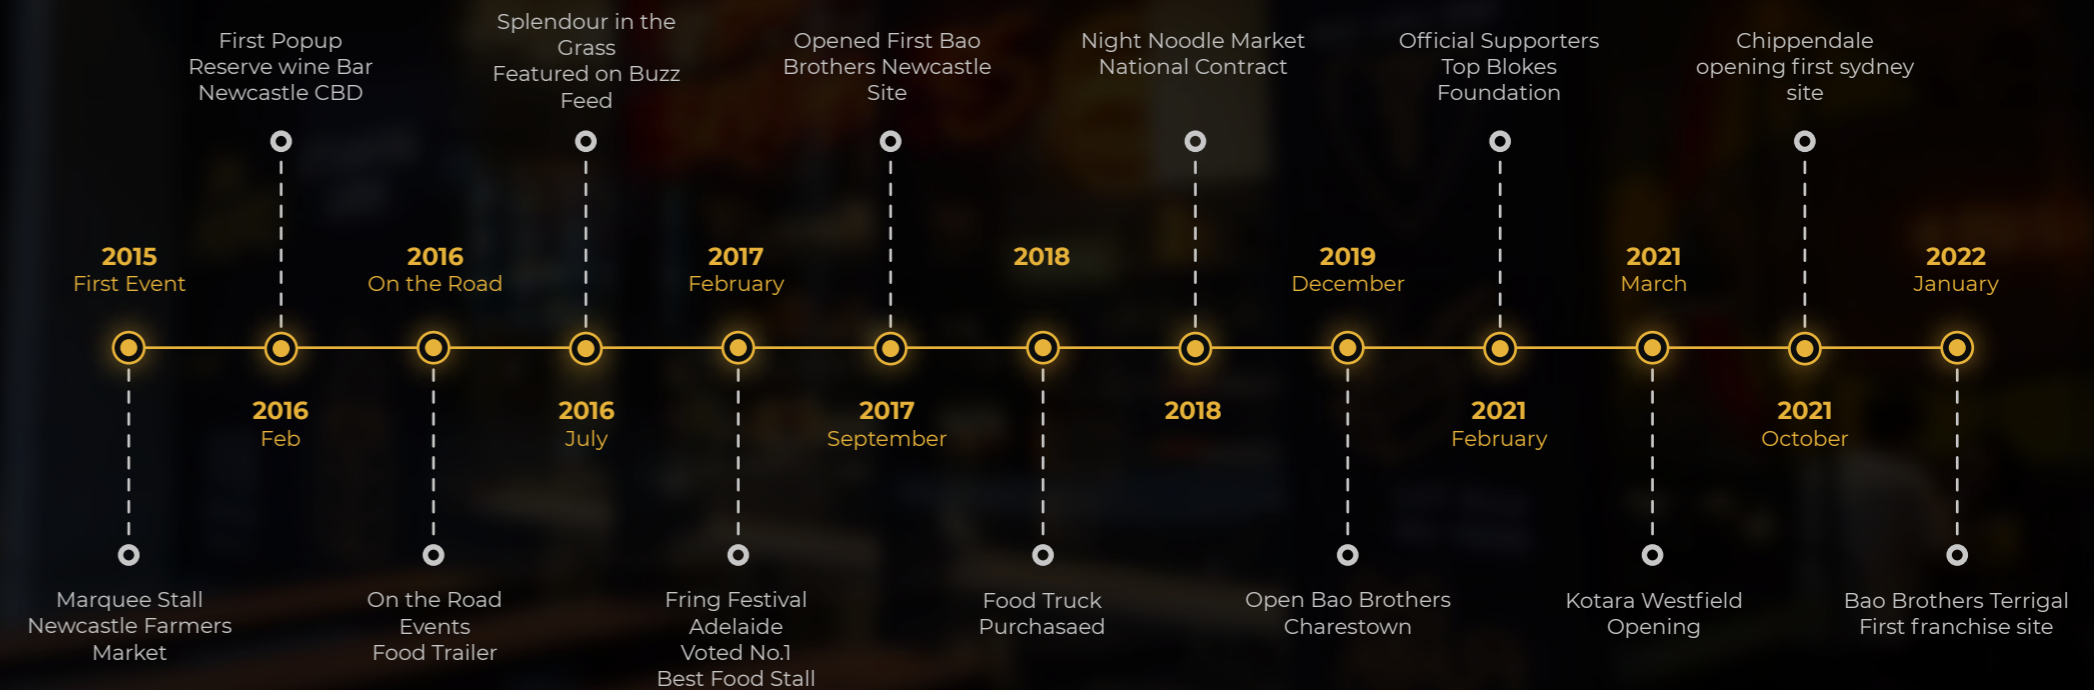 2015
First Event
Marquee Stall
Newcastle Farmers
Market
First Popup
Reserve wine Bar
Newcastle CBD
2016
Feb
2016
On the Road
On the Road
Events
Food Trailer
Splendour in the
Grass
Featured on Buzz
Feed
2016
July
2017
February
Fring Festival
Adelaide
Voted No.1
Best Food Stall
Opened First Bao
Brothers Newcastle
Site
2017
September
2018
Food Truck
Purchasaed
Night Noodle Market
National Contract
2018
2019
December
Open Bao Brothers
Charestown
Official Supporters
Top Blokes
Foundation
2021
February
2021
March
Kotara Westfield
Opening
Chippendale
opening first sydney
site
2021
October
2022
January
Bao Brothers Terrigal
First franchise site